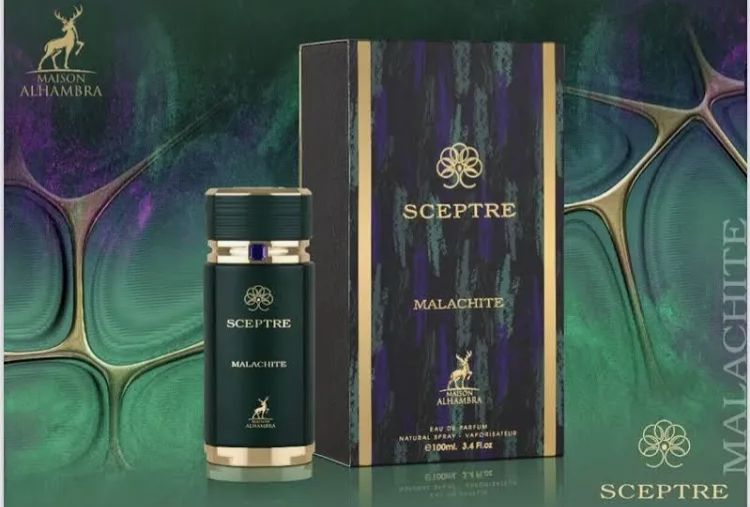 MAISON
ALHAMBRA
SCEPTRE
MALACHITE
MAISON
ALHAMBRA
EAU DE PARFUM
NATURAL SPRAY - VAPORISATEUR
℮100ml. 3.4 Fl.oz
SCEPTRE
MALACHITE
MAISON
ALHAMBRA
MALACHITE
SCEPTRE